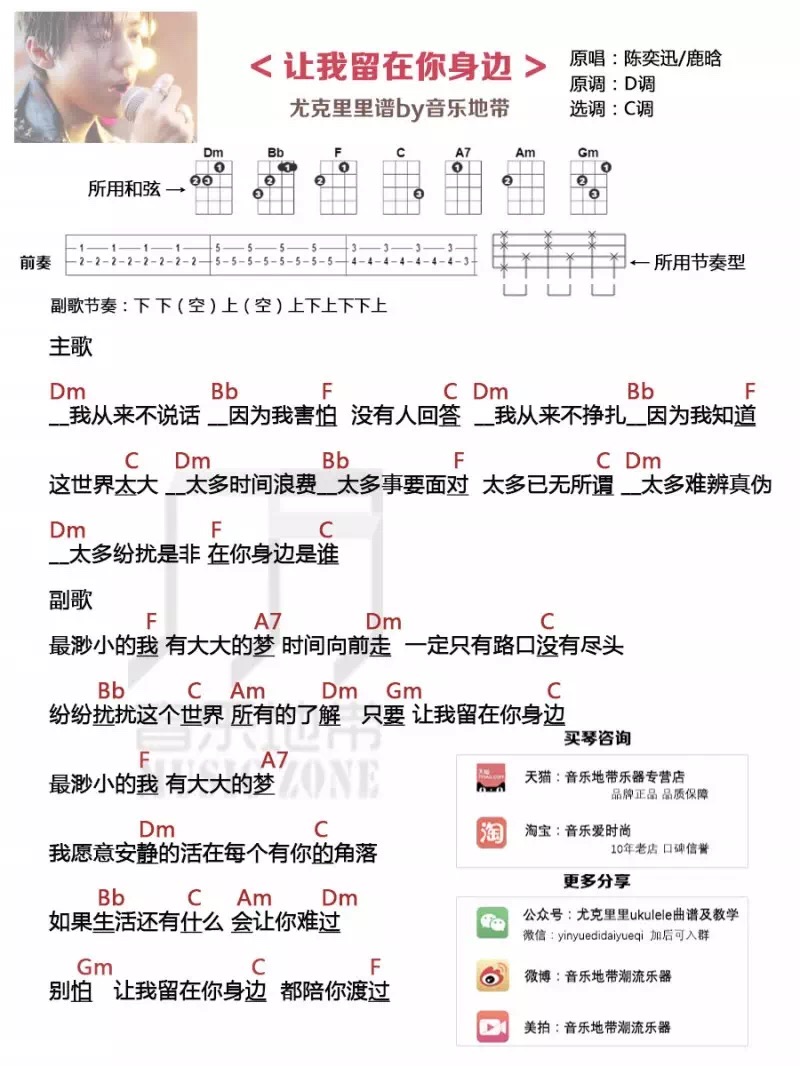 < 让我留在你身边 >
尤克里里谱by音乐地带
原唱：陈奕迅/鹿晗
原调：D调
选调：C调
所用和弦
Dm Bb F C A7 Am Gm
前奏
1 1 1 1 5 5 5 5 3 3 3 3
2-2-2-2-2-2-2-2 5-5-5-5-5-5-5-5 4-4-4-4-4-4-4-3
所用节奏型
副歌节奏：下 下（空）上（空）上下上下下上
主歌
Dm Bb F C Dm Bb F
__我从来不说话 __因为我害怕 没有人回答 __我从来不挣扎__因为我知道
C Dm Bb F C Dm
这世界太大 __太多时间浪费__太多事要面对 太多已无所谓 __太多难辨真伪
Dm F C
__太多纷扰是非 在你身边是谁
副歌
F A7 Dm C
最渺小的我 有大大的梦 时间向前走 一定只有路口没有尽头
Bb C Am Dm Gm C
纷纷扰扰这个世界 所有的了解 只要 让我留在你身边
F A7
最渺小的我 有大大的梦
Dm C
我愿意安静的活在每个有你的角落
Bb C Am Dm
如果生活还有什么 会让你难过
Gm C F
别怕 让我留在你身边 都陪你渡过
音乐地带
MUSIC ZONE
买琴咨询
天猫：音乐地带乐器专营店
品牌正品 品质保障
淘
淘宝：音乐爱时尚
10年老店 口碑信誉
更多分享
公众号：尤克里里ukulele曲谱及教学
微信：yinyuedidaiyueqi 加后可入群
微博：音乐地带潮流乐器
美拍：音乐地带潮流乐器